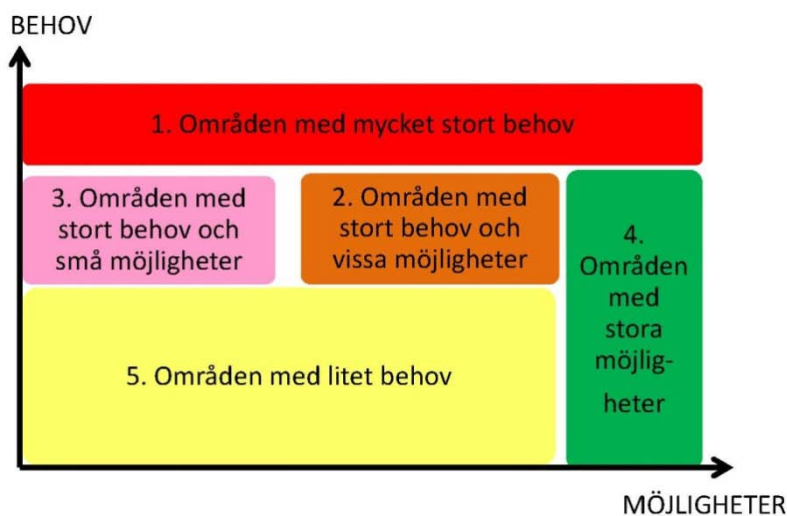 BEHOV
1. Områden med mycket stort behov
3. Områden med
stort behov och
små möjligheter
2. Områden med
stort behov och
vissa möjligheter
4.
Områden
med
stora
möjlig-
heter
5. Områden med litet behov
MÖJLIGHETER